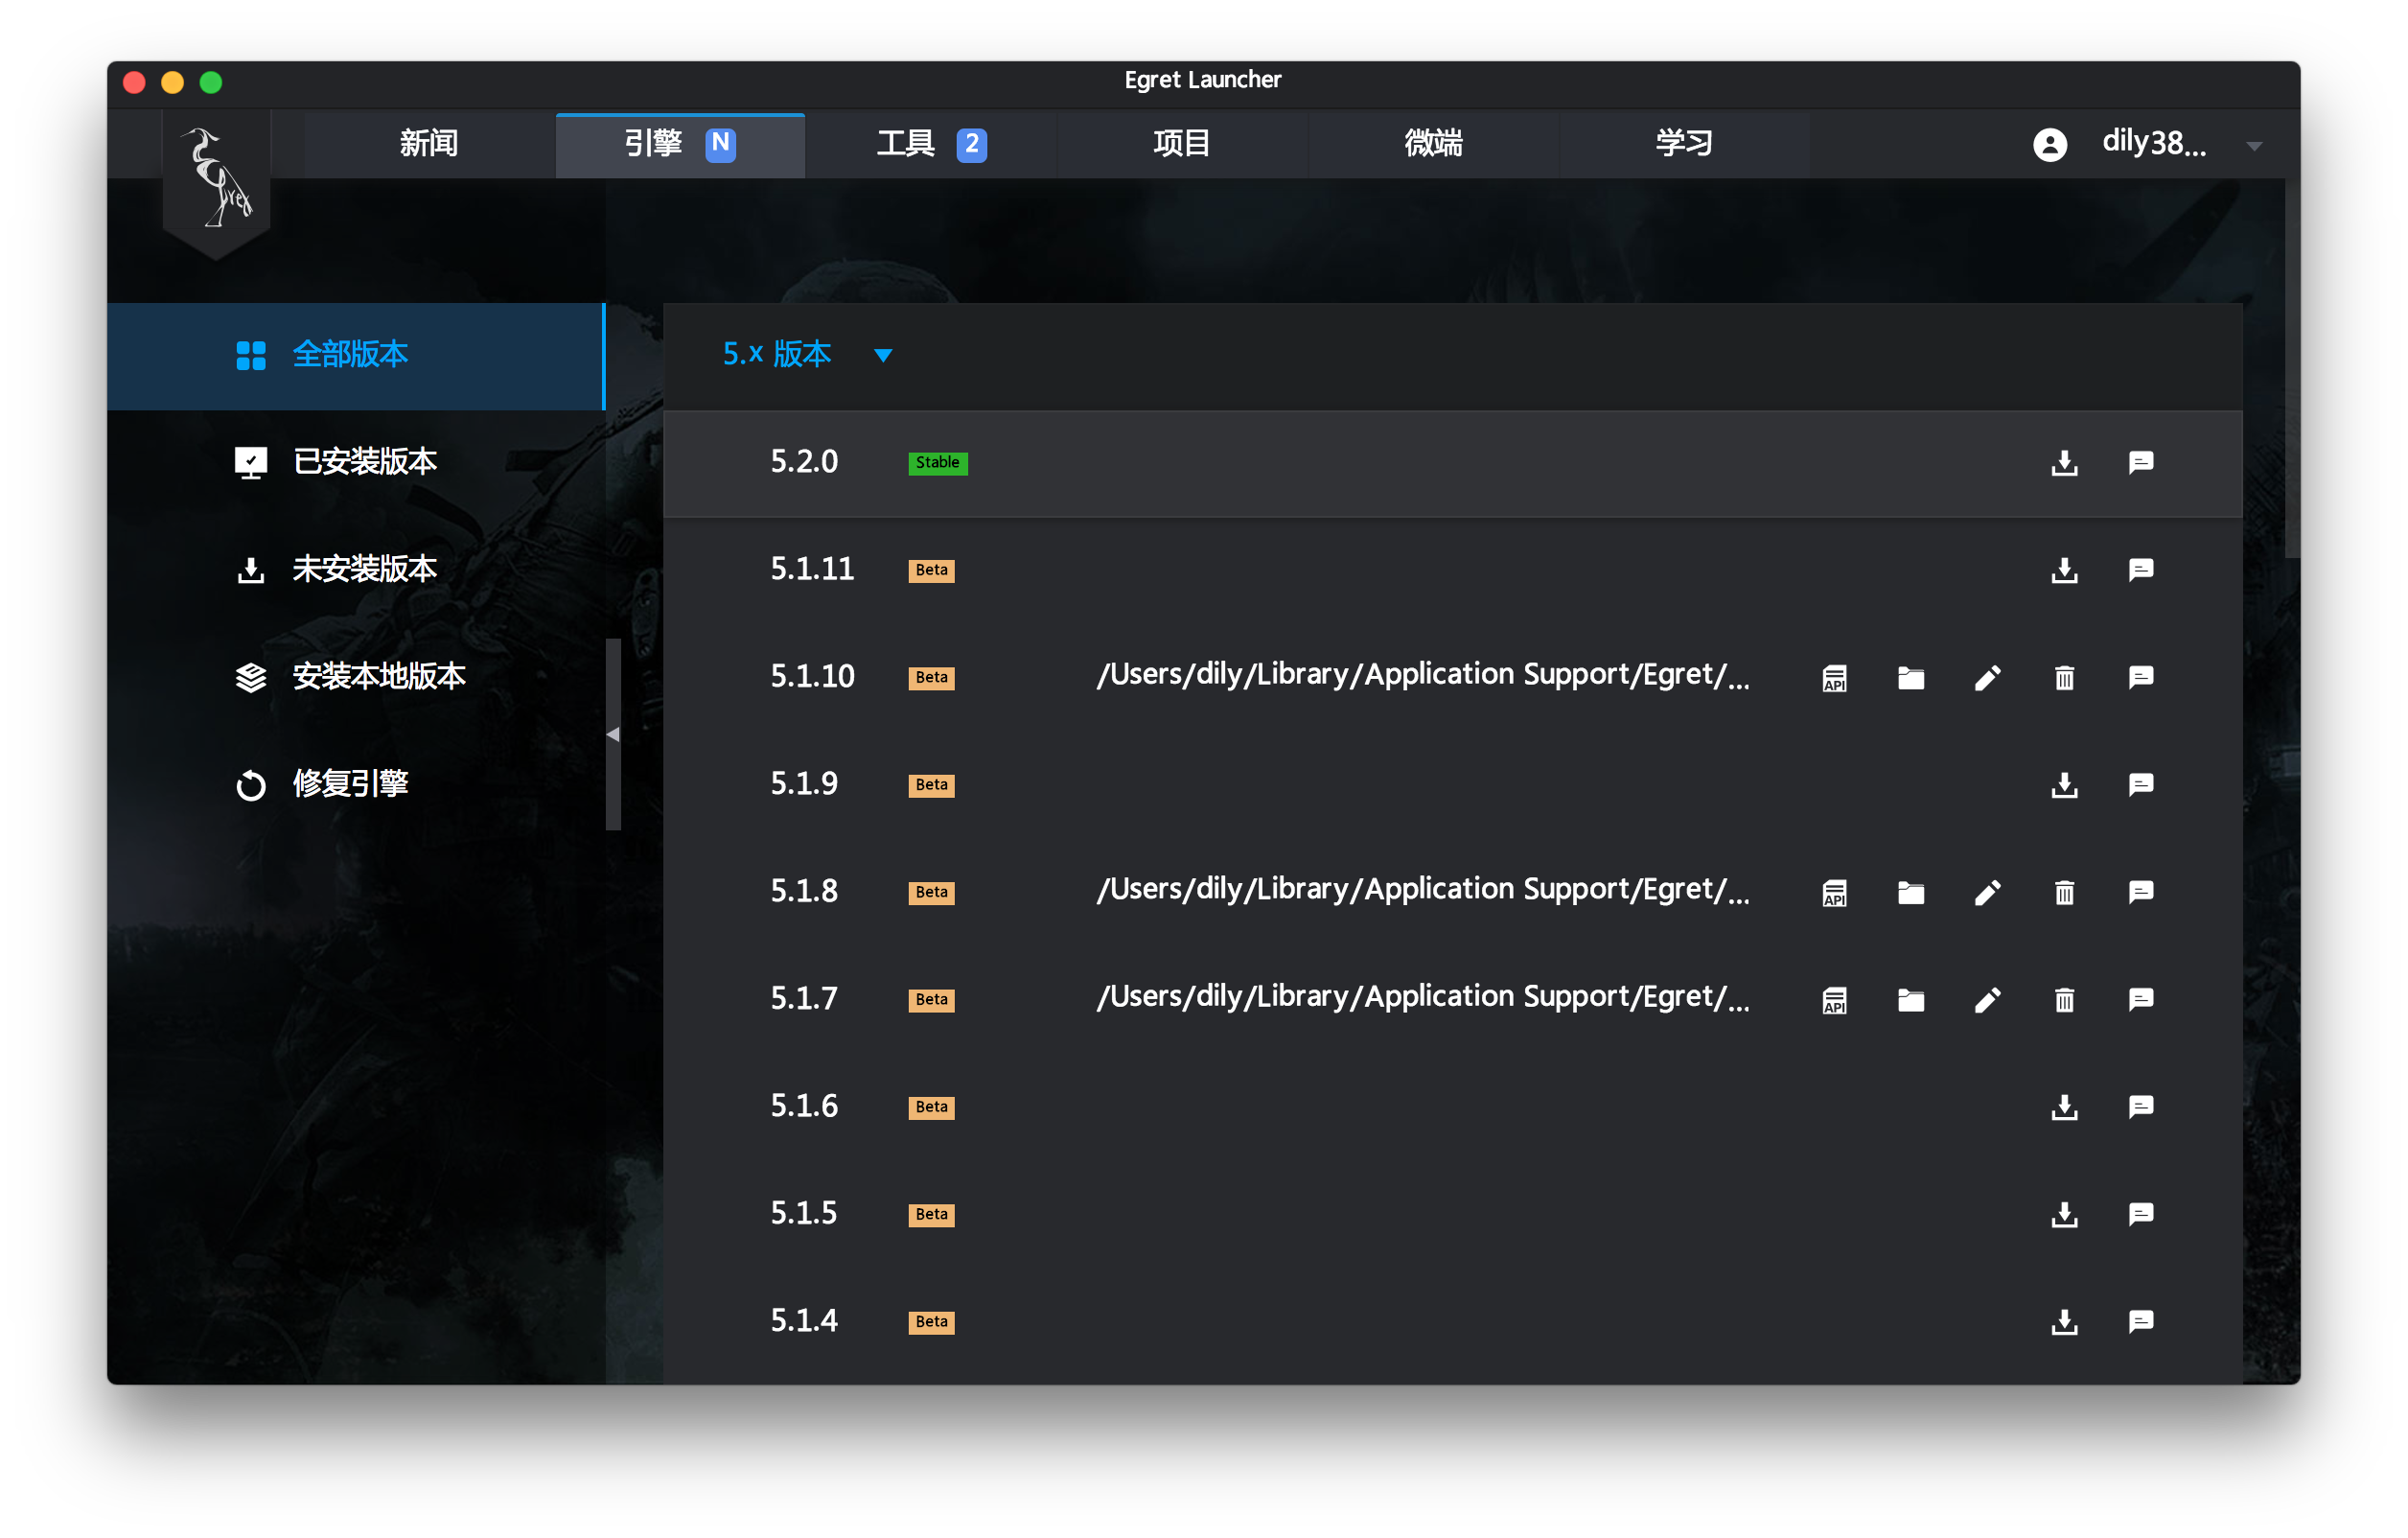 Egret Launcher
新闻
引擎 N
工具 2
项目
微端
学习
dily38...
Egret
全部版本
已安装版本
未安装版本
安装本地版本
修复引擎
5.x 版本
5.2.0 Stable
5.1.11 Beta
5.1.10 Beta /Users/dily/Library/Application Support/Egret/... API
5.1.9 Beta
5.1.8 Beta /Users/dily/Library/Application Support/Egret/... API
5.1.7 Beta /Users/dily/Library/Application Support/Egret/... API
5.1.6 Beta
5.1.5 Beta
5.1.4 Beta